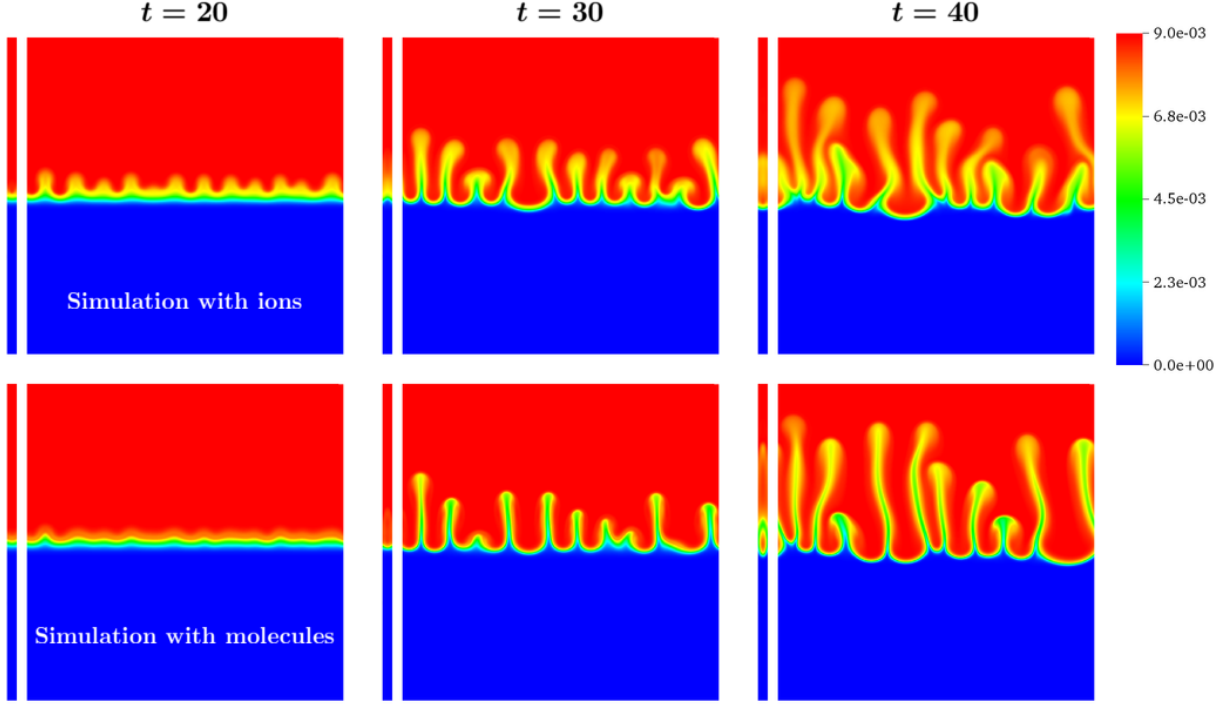 t = 20
t = 30
t = 40
9.0e-03
6.8e-03
4.5e-03
2.3e-03
0.0e+00
Simulation with ions
Simulation with molecules